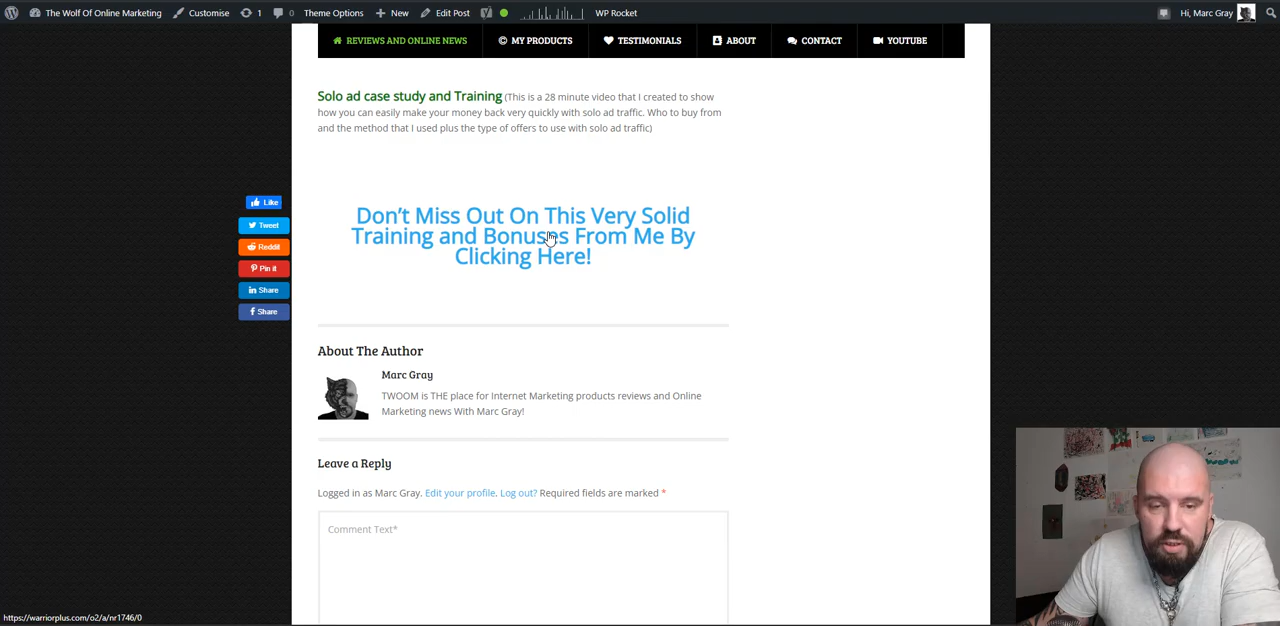 The Wolf Of Online Marketing Customise 1 0 Theme Options New Edit Post WP Rocket Hi, Marc Gray
REVIEWS AND ONLINE NEWS MY PRODUCTS TESTIMONIALS ABOUT CONTACT YOUTUBE
Solo ad case study and Training (This is a 28 minute video that I created to show
how you can easily make your money back very quickly with solo ad traffic. Who to buy from
and the method that I used plus the type of offers to use with solo ad traffic)
Like
Tweet
Reddit
Pin it
Share
Share
Don't Miss Out On This Very Solid
Training and Bonuses From Me By
Clicking Here!
About The Author
Marc Gray
TWOOM is THE place for Internet Marketing products reviews and Online
Marketing news With Marc Gray!
Leave a Reply
Logged in as Marc Gray. Edit your profile. Log out? Required fields are marked *
Comment Text*
https://warriorplus.com/o2/a/nr1746/0